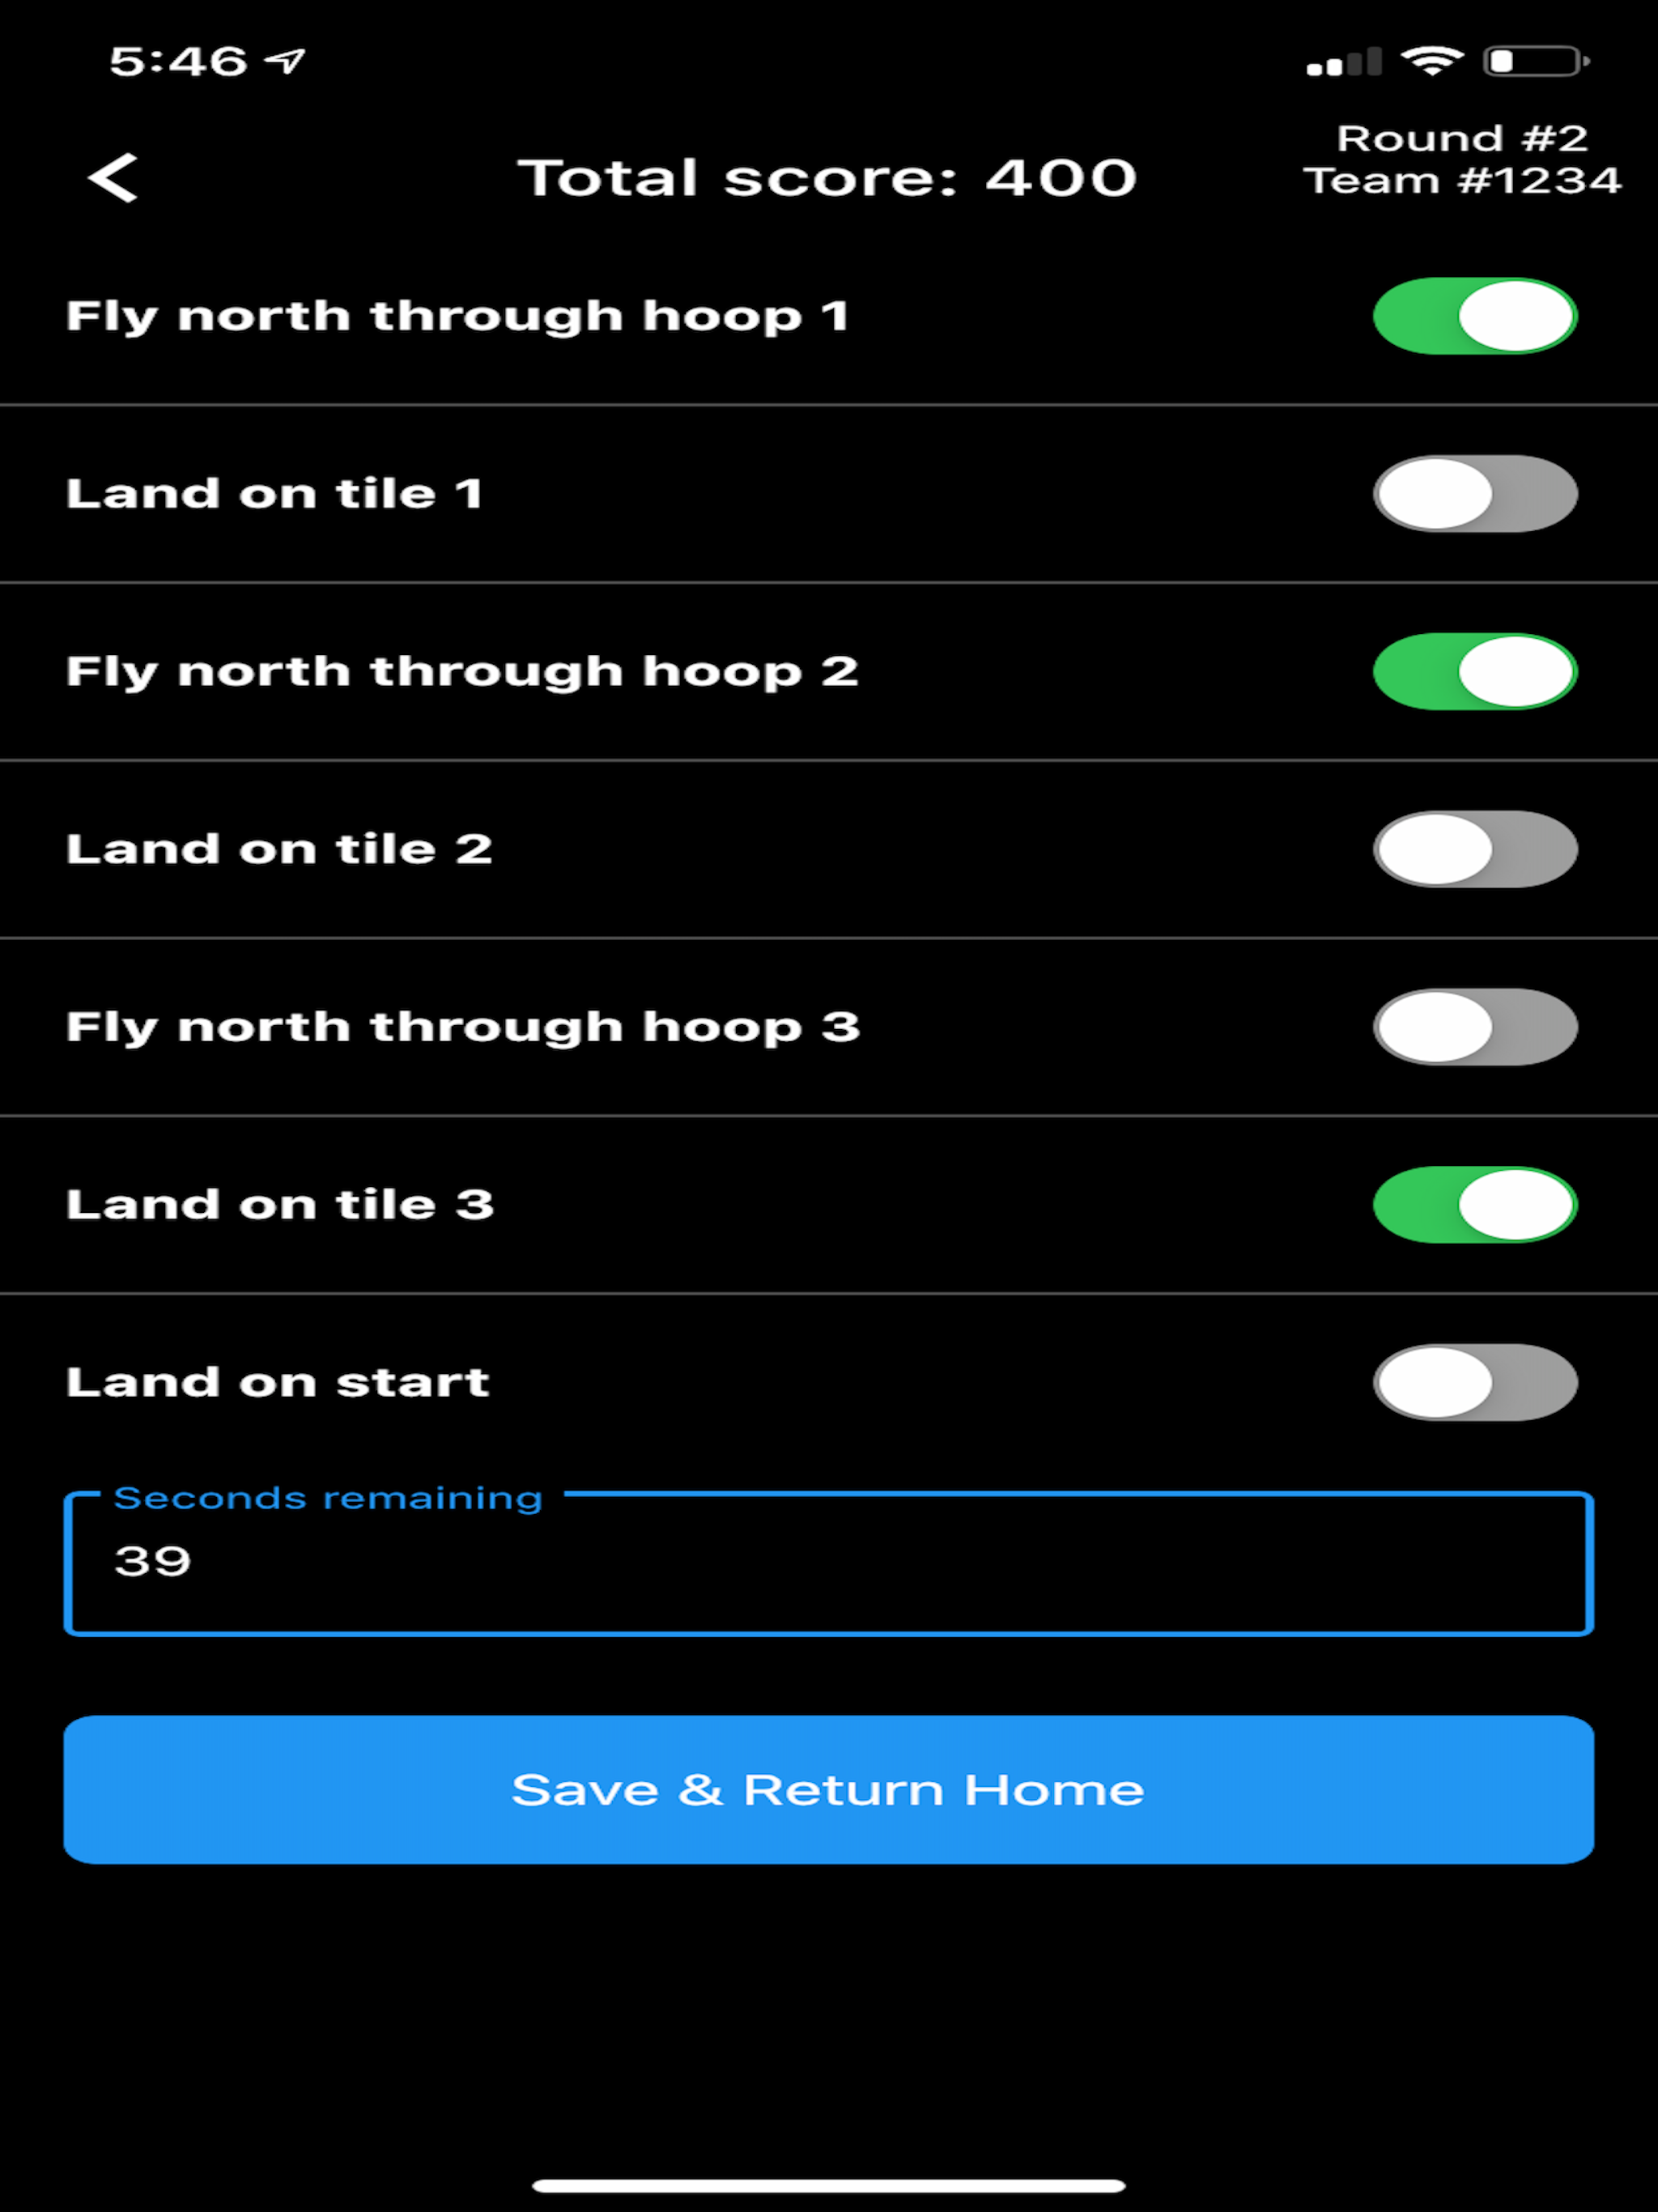 5:46
Round #2
Total score: 400
Team #1234
Fly north through hoop 1
Land on tile 1
Fly north through hoop 2
Land on tile 2
Fly north through hoop 3
Land on tile 3
Land on start
Seconds remaining
39
Save & Return Home